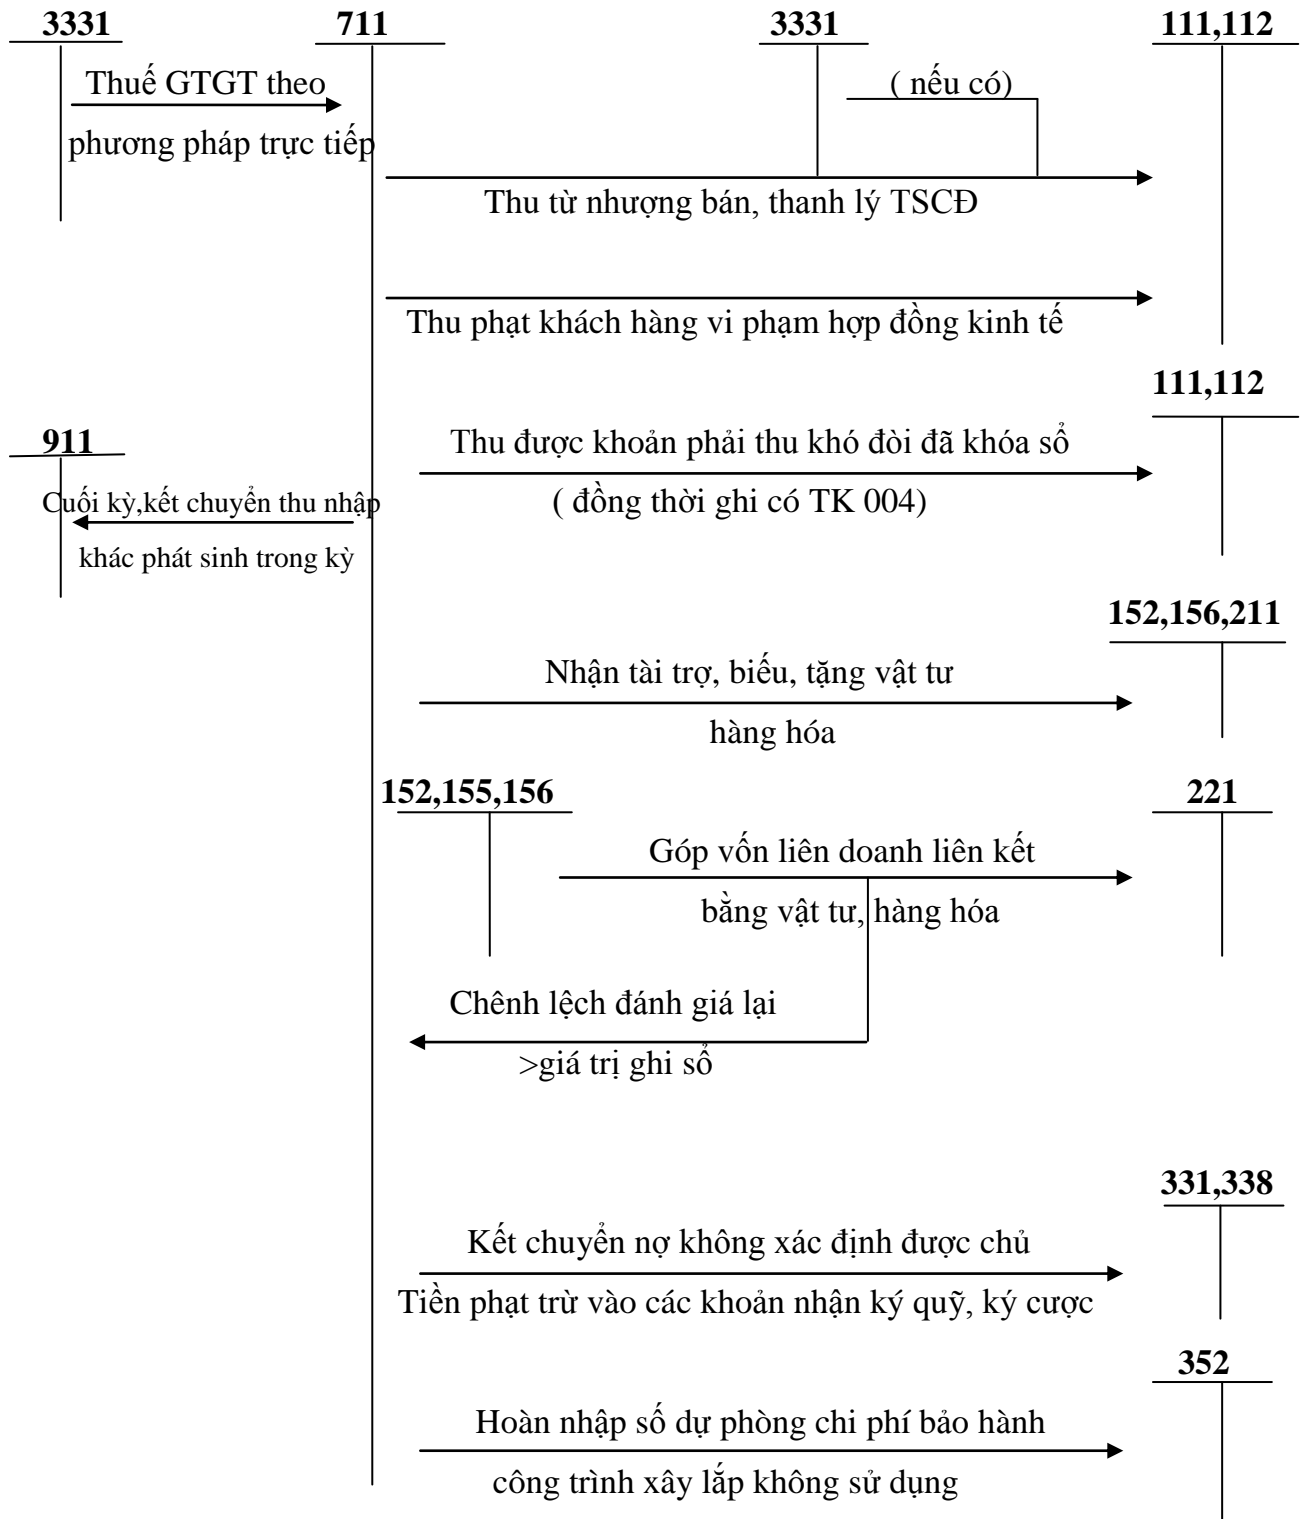 3331
711
3331
111,112
Thuế GTGT theo
phương pháp trực tiếp
( nếu có)
Thu từ nhượng bán, thanh lý TSCĐ
Thu phạt khách hàng vi phạm hợp đồng kinh tế
111,112
911
Thu được khoản phải thu khó đòi đã khóa sổ
( đồng thời ghi có TK 004)
Cuối kỳ,kết chuyển thu nhập
khác phát sinh trong kỳ
152,156,211
Nhận tài trợ, biếu, tặng vật tư
hàng hóa
152,155,156
221
Góp vốn liên doanh liên kết
bằng vật tư, hàng hóa
Chênh lệch đánh giá lại
>giá trị ghi sổ
331,338
Kết chuyển nợ không xác định được chủ
Tiền phạt trừ vào các khoản nhận ký quỹ, ký cược
352
Hoàn nhập số dự phòng chi phí bảo hành
công trình xây lắp không sử dụng